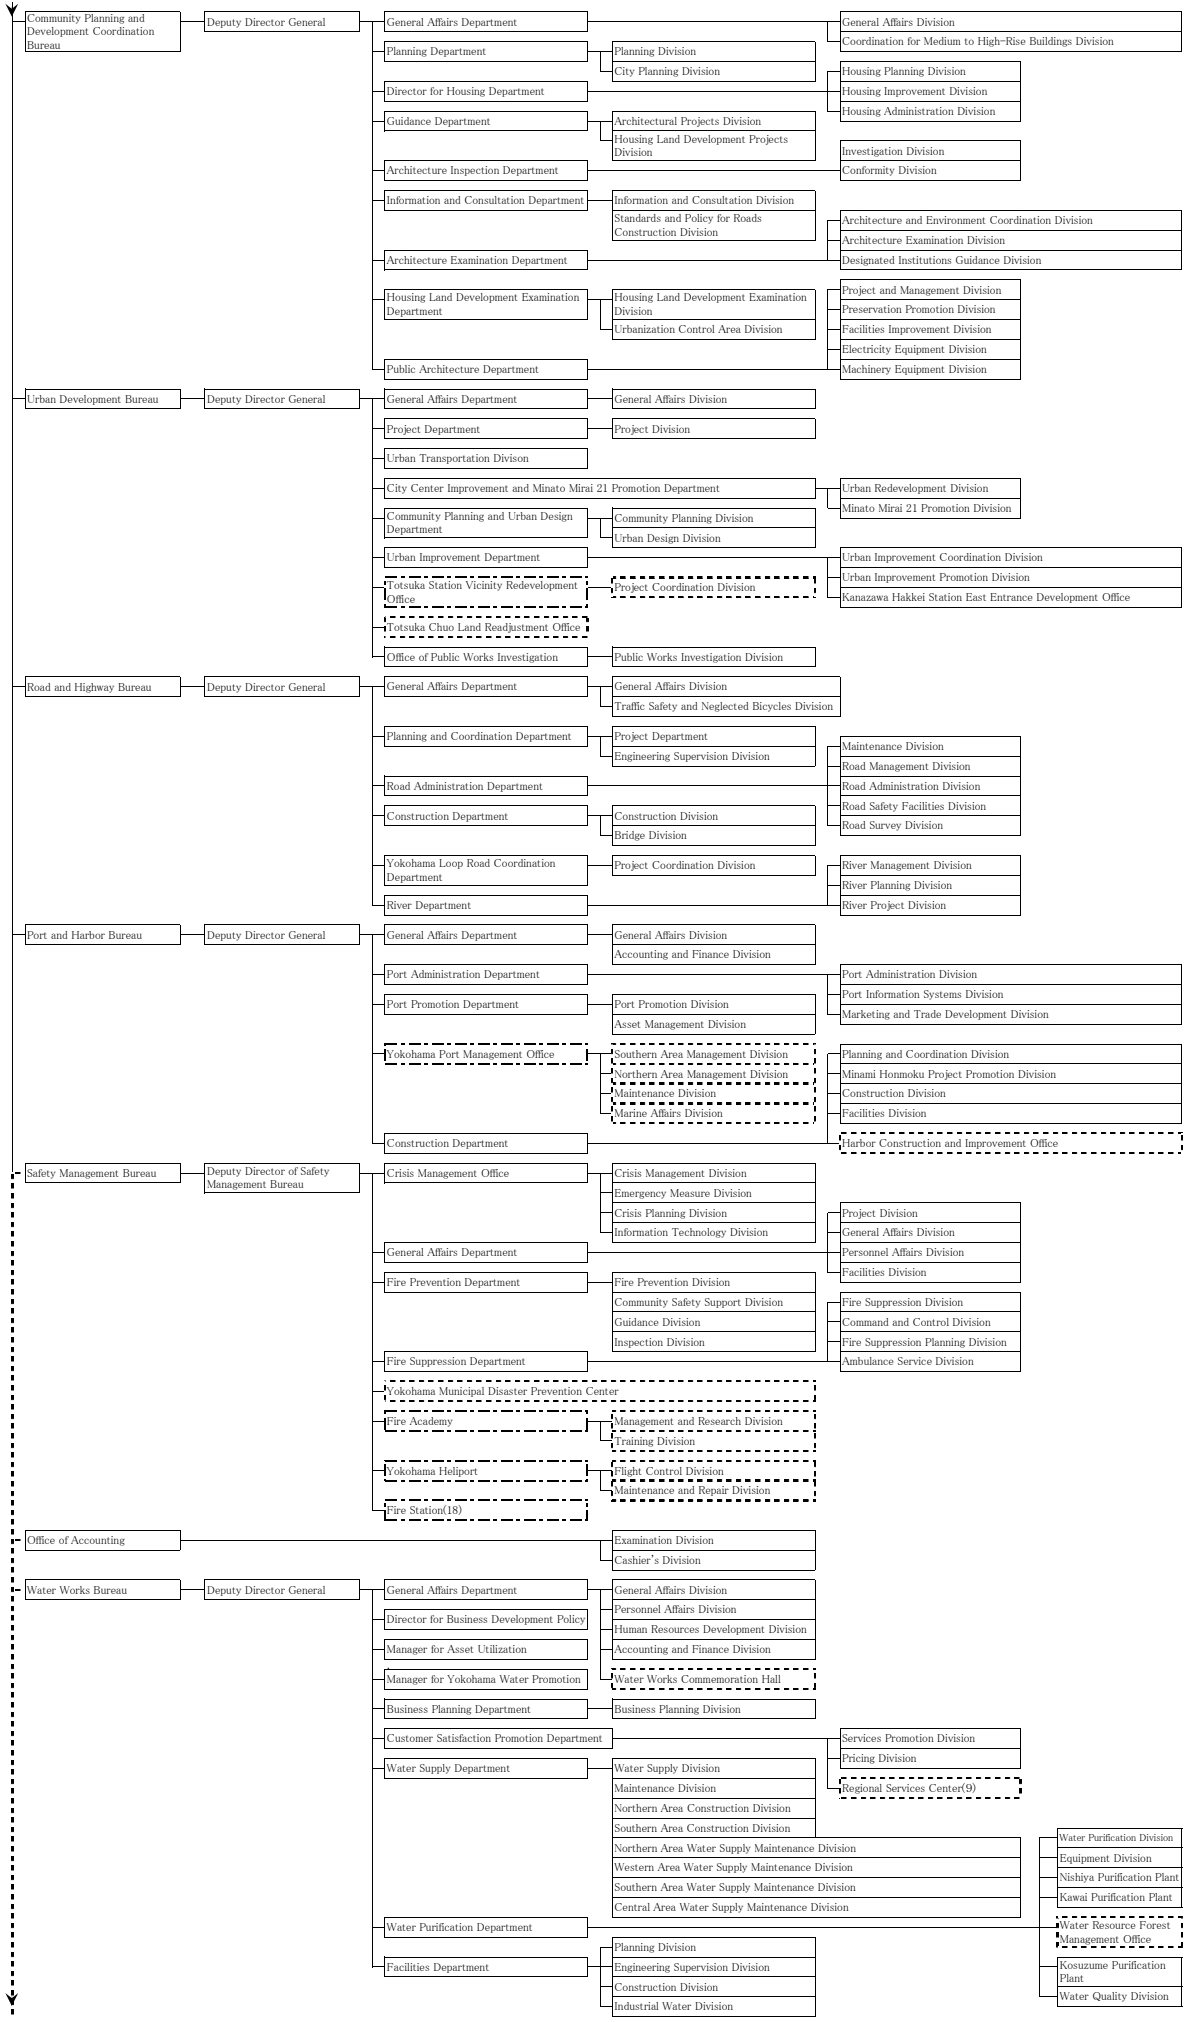 Community Planning and
Development Coordination
Bureau
Deputy Director General
General Affairs Department
General Affairs Division
Coordination for Medium to High-Rise Buildings Division
Planning Department
Planning Division
City Planning Division
Housing Planning Division
Director for Housing Department
Housing Improvement Division
Housing Administration Division
Guidance Department
Architectural Projects Division
Housing Land Development Projects
Division
Investigation Division
Architecture Inspection Department
Conformity Division
Information and Consultation Department
Information and Consultation Division
Standards and Policy for Roads
Construction Division
Architecture and Environment Coordination Division
Architecture Examination Division
Architecture Examination Department
Designated Institutions Guidance Division
Housing Land Development Examination
Department
Housing Land Development Examination
Division
Urbanization Control Area Division
Project and Management Division
Preservation Promotion Division
Facilities Improvement Division
Electricity Equipment Division
Public Architecture Department
Machinery Equipment Division
Urban Development Bureau
Deputy Director General
General Affairs Department
General Affairs Division
Project Department
Project Division
Urban Transportation Divison
City Center Improvement and Minato Mirai 21 Promotion Department
Urban Redevelopment Division
Minato Mirai 21 Promotion Division
Community Planning and Urban Design
Department
Community Planning Division
Urban Design Division
Urban Improvement Department
Urban Improvement Coordination Division
Urban Improvement Promotion Division
Kanazawa Hakkei Station East Entrance Development Office
Totsuka Station Vicinity Redevelopment
Office
Project Coordination Division
Totsuka Chuo Land Readjustment Office
Office of Public Works Investigation
Public Works Investigation Division
Road and Highway Bureau
Deputy Director General
General Affairs Department
General Affairs Division
Traffic Safety and Neglected Bicycles Division
Planning and Coordination Department
Project Department
Engineering Supervision Division
Maintenance Division
Road Management Division
Road Administration Department
Road Administration Division
Road Safety Facilities Division
Road Survey Division
Construction Department
Construction Division
Bridge Division
Yokohama Loop Road Coordination
Department
Project Coordination Division
River Management Division
River Planning Division
River Department
River Project Division
Port and Harbor Bureau
Deputy Director General
General Affairs Department
General Affairs Division
Accounting and Finance Division
Port Administration Department
Port Administration Division
Port Information Systems Division
Marketing and Trade Development Division
Port Promotion Department
Port Promotion Division
Asset Management Division
Yokohama Port Management Office
Southern Area Management Division
Northern Area Management Division
Maintenance Division
Marine Affairs Division
Planning and Coordination Division
Minami Honmoku Project Promotion Division
Construction Division
Facilities Division
Construction Department
Harbor Construction and Improvement Office
Safety Management Bureau
Deputy Director of Safety
Management Bureau
Crisis Management Office
Crisis Management Division
Emergency Measure Division
Crisis Planning Division
Information Technology Division
Project Division
General Affairs Division
General Affairs Department
Personnel Affairs Division
Facilities Division
Fire Prevention Department
Fire Prevention Division
Community Safety Support Division
Guidance Division
Inspection Division
Fire Suppression Division
Command and Control Division
Fire Suppression Planning Division
Fire Suppression Department
Ambulance Service Division
Yokohama Municipal Disaster Prevention Center
Fire Academy
Management and Research Division
Training Division
Yokohama Heliport
Flight Control Division
Maintenance and Repair Division
Fire Station(18)
Office of Accounting
Examination Division
Cashier's Division
Water Works Bureau
Deputy Director General
General Affairs Department
General Affairs Division
Personnel Affairs Division
Director for Business Development Policy
Human Resources Development Division
Manager for Asset Utilization
Accounting and Finance Division
Manager for Yokohama Water Promotion
Water Works Commemoration Hall
Business Planning Department
Business Planning Division
Customer Satisfaction Promotion Department
Services Promotion Division
Pricing Division
Regional Services Center(9)
Water Supply Department
Water Supply Division
Maintenance Division
Northern Area Construction Division
Southern Area Construction Division
Northern Area Water Supply Maintenance Division
Western Area Water Supply Maintenance Division
Southern Area Water Supply Maintenance Division
Central Area Water Supply Maintenance Division
Water Purification Division
Equipment Division
Nishiya Purification Plant
Kawai Purification Plant
Water Purification Department
Water Resource Forest
Management Office
Kosuzume Purification
Plant
Water Quality Division
Facilities Department
Planning Division
Engineering Supervision Division
Construction Division
Industrial Water Division